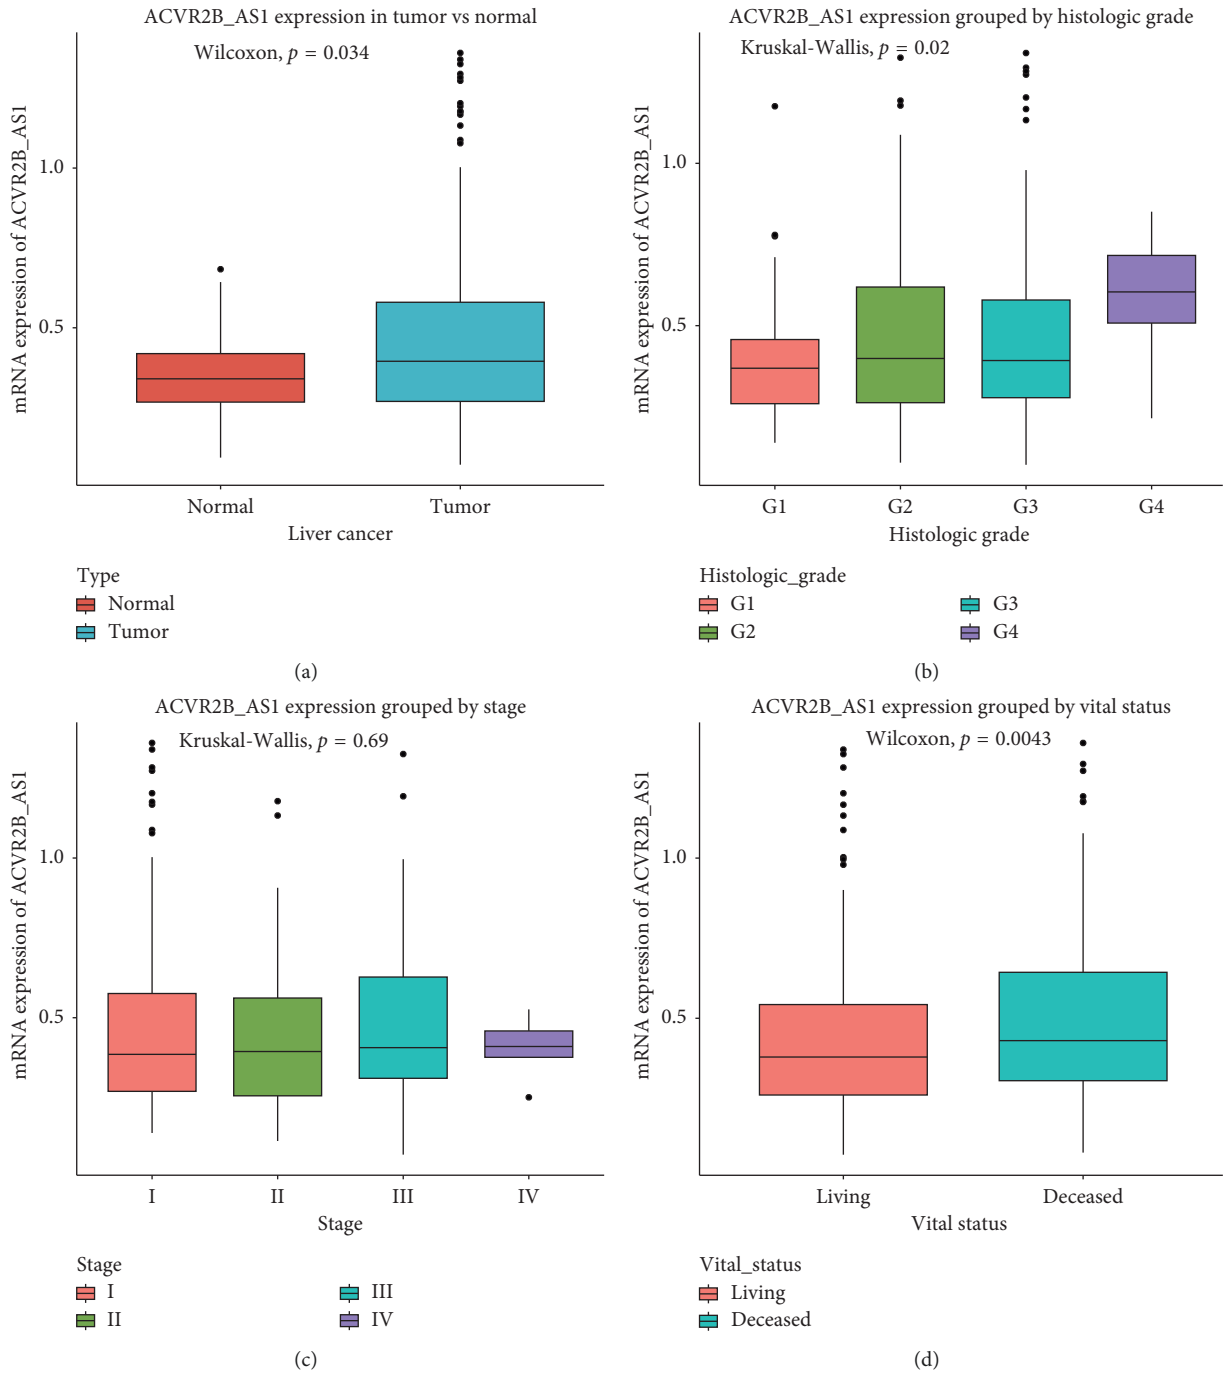 ACVR2B_AS1 expression in tumor vs normal
Wilcoxon, p = 0.034
mRNA expression of ACVR2B_AS1
1.0
0.5
Normal
Tumor
Liver cancer
Type
Normal
Tumor
(a)
ACVR2B_AS1 expression grouped by histologic grade
Kruskal-Wallis, p = 0.02
mRNA expression of ACVR2B_AS1
1.0
0.5
G1
G2
G3
G4
Histologic grade
Histologic_grade
G1
G2
G3
G4
(b)
ACVR2B_AS1 expression grouped by stage
Kruskal-Wallis, p = 0.69
mRNA expression of ACVR2B_AS1
1.0
0.5
I
II
III
IV
Stage
Stage
I
II
III
IV
(c)
ACVR2B_AS1 expression grouped by vital status
Wilcoxon, p = 0.0043
mRNA expression of ACVR2B_AS1
1.0
0.5
Living
Deceased
Vital status
Vital_status
Living
Deceased
(d)